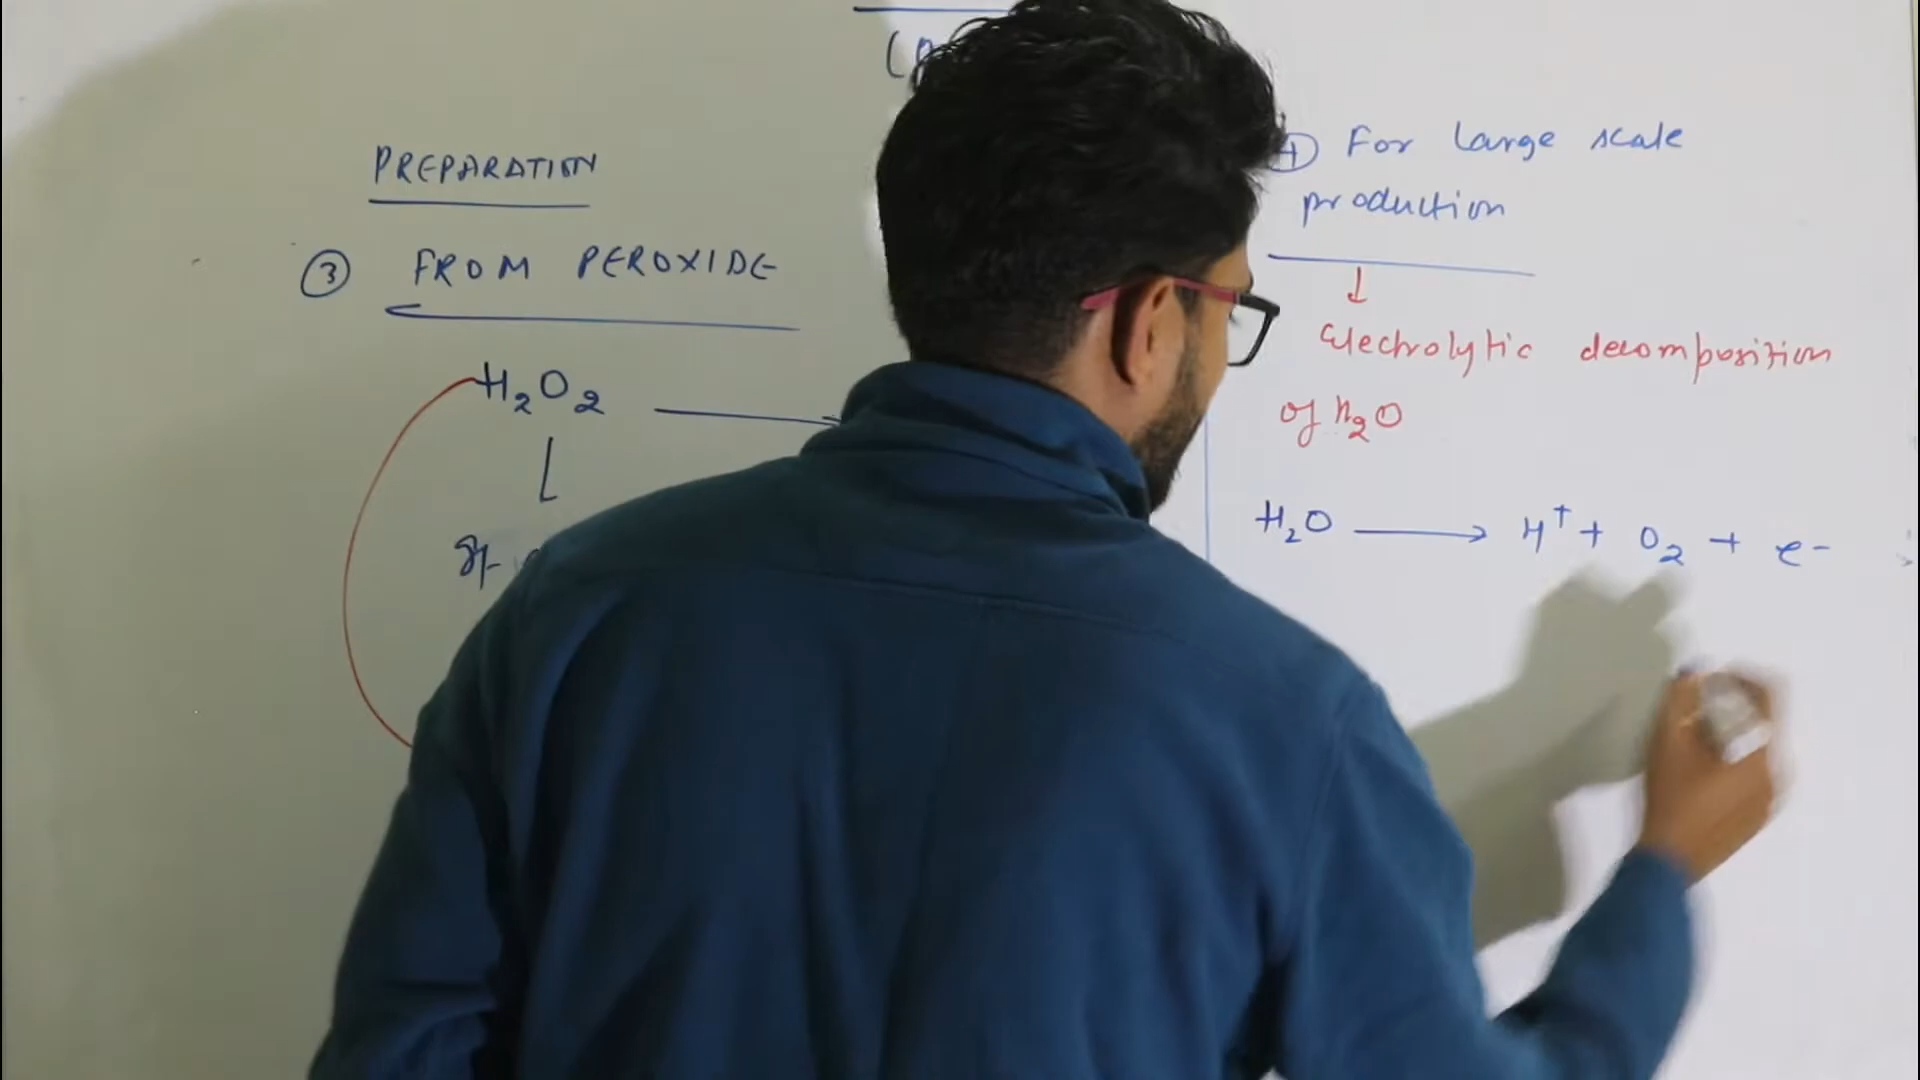 PREPARATION
③ FROM PEROXIDE
H₂O₂ →
④ For large scale
production
↓
Electrolytic decomposition
of H₂O
H₂O → H⁺ + O₂ + e-